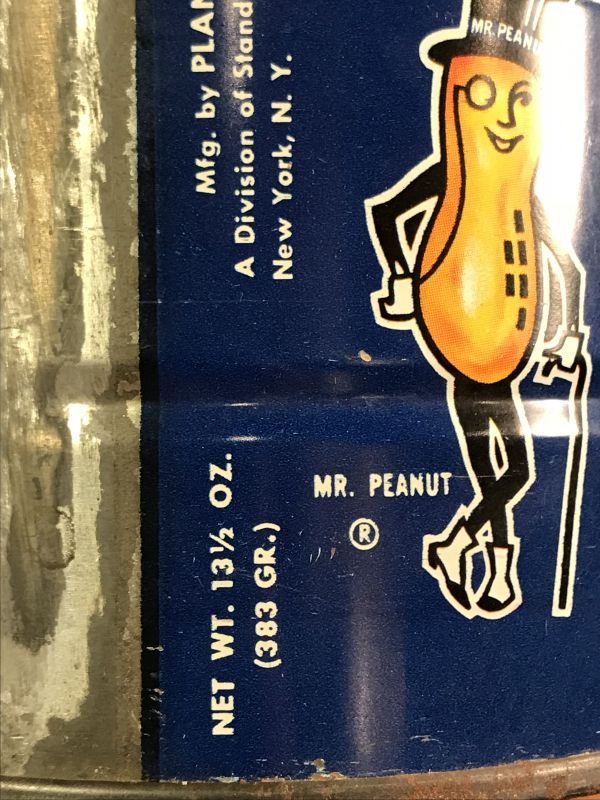 Mfg. by PLAN
A Division of Stand
New York, N. Y.
NET WT. 13½ OZ.
(383 GR.)
MR. PEANUT
MR. PEANUT
®